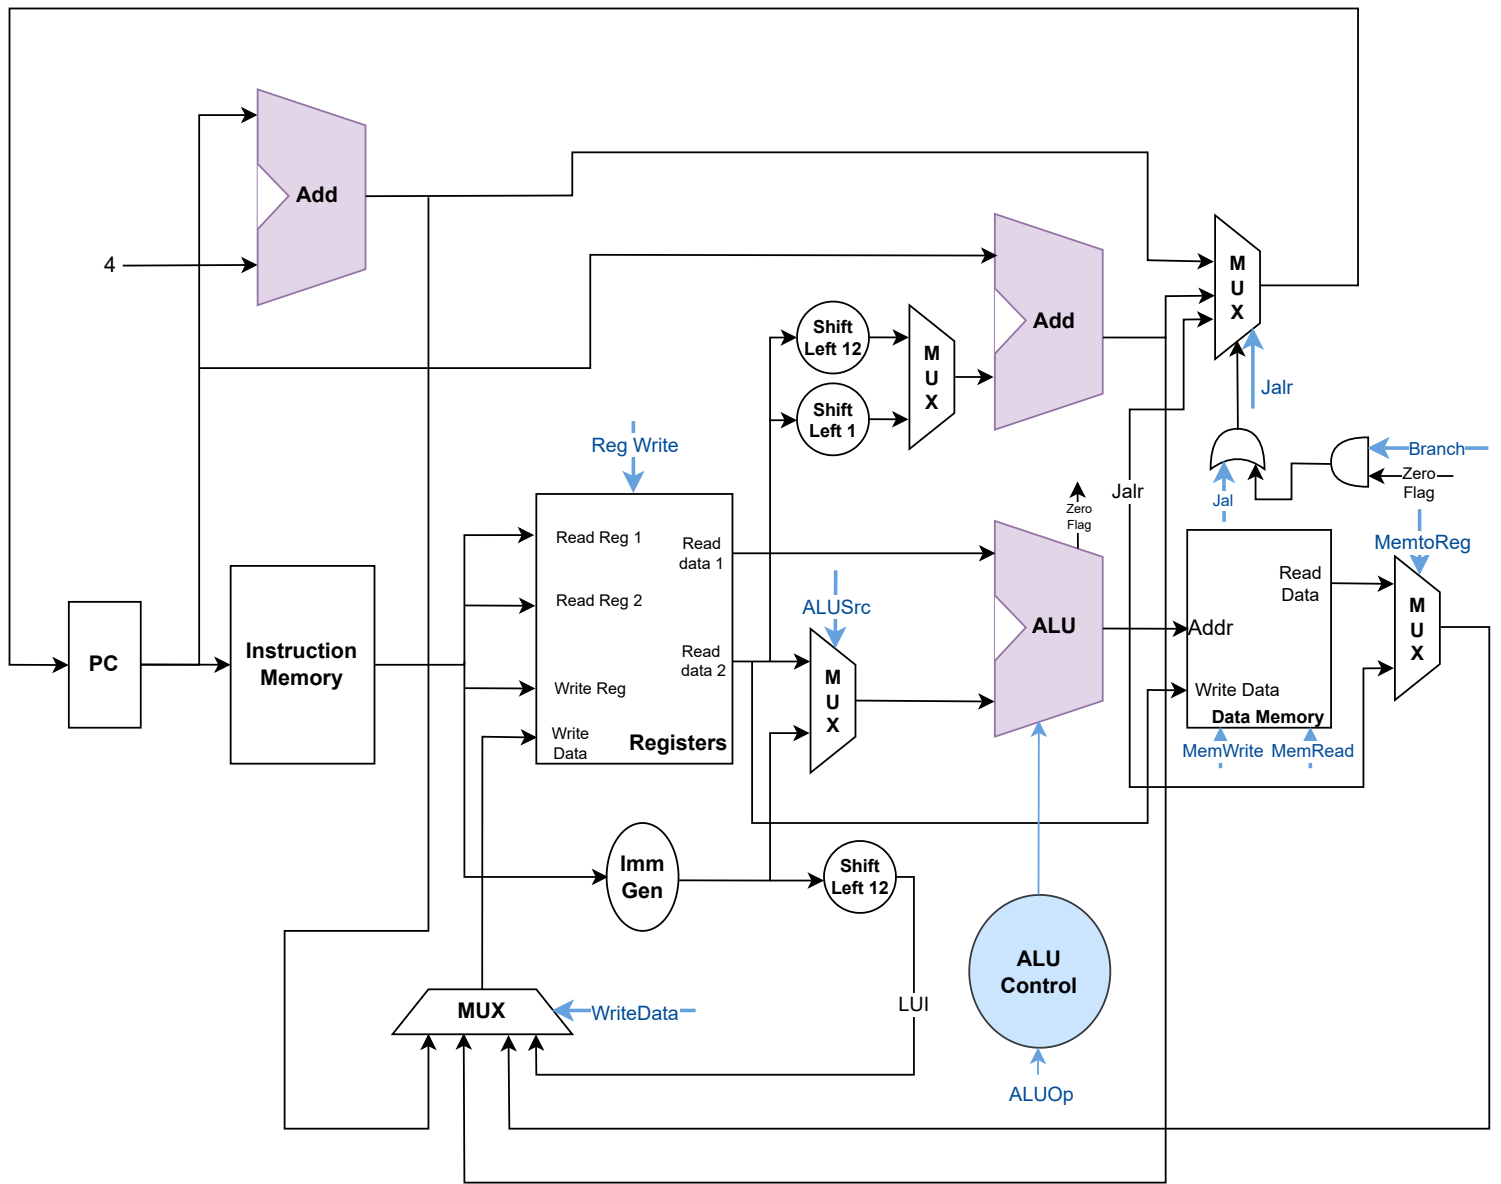 Add
4
M
U
X
Add
Shift
Left 12
M
U
X
Shift
Left 1
Jalr
Reg Write
Branch
Zero
Flag
Jal
Jalr
Zero
Flag
MemtoReg
Read Reg 1
Read
data 1
Read Reg 2
Read
data 2
Write Reg
Write
Data
Registers
ALUSrc
M
U
X
ALU
Read
Data
Addr
Write Data
Data Memory
MemWrite
MemRead
M
U
X
PC
Instruction
Memory
Imm
Gen
Shift
Left 12
ALU
Control
LUI
MUX
WriteData
ALUOp